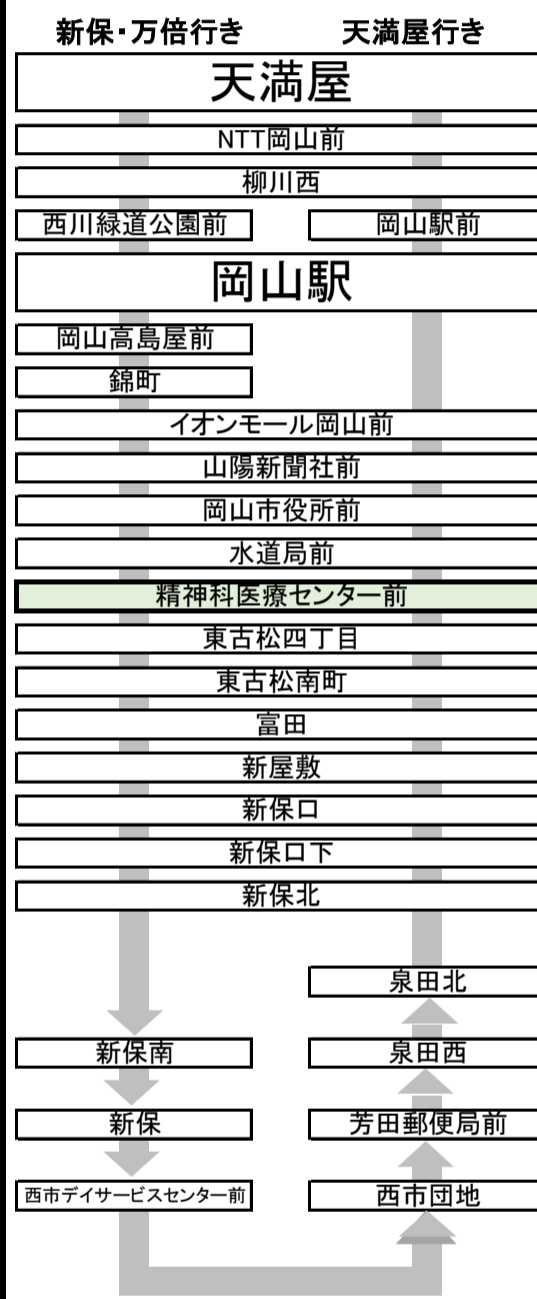 新保・万倍行き 天満屋行き
天満屋
NTT岡山前
柳川西
西川緑道公園前 岡山駅前
岡山駅
岡山高島屋前
錦町
イオンモール岡山前
山陽新聞社前
岡山市役所前
水道局前
精神科医療センター前
東古松四丁目
東古松南町
富田
新屋敷
新保口
新保口下
新保北
泉田北
新保南 泉田西
新保 芳田郵便局前
西市デイサービスセンター前 西市団地